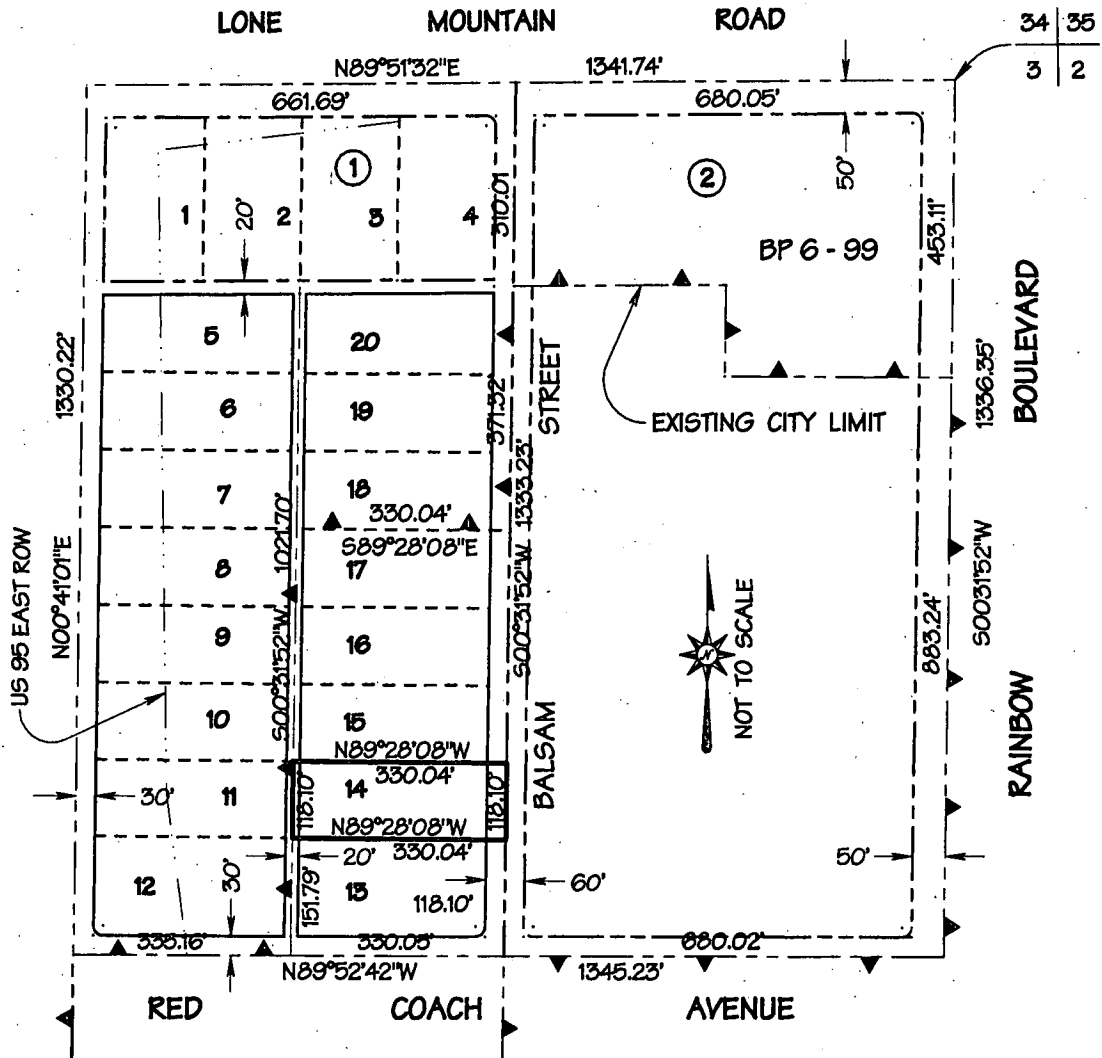 LONE MOUNTAIN ROAD
34 35
3 2
N89°51'32"E 1341.74'
661.69' 680.05'
50'
1
2
1 2 3 4
20'
310.01
BP 6 - 99
453.11'
BOULEVARD
5 20
1330.22'
6 19
371.32'
STREET
EXISTING CITY LIMIT
1336.35'
7 18
330.04'
S89°28'08"E
1021.70'
1333.23'
8 17
US 95 EAST ROW
N00°41'01"E
S00°31'52"W
S00°31'52"W
S00°31'52"W
9 16
883.24'
NOT TO SCALE
N
10 15
N89°28'08"W
330.04'
BALSAM
RAINBOW
30' 11
118.10'
14
118.10'
N89°28'08"W
330.04'
20' 50'
12
30'
151.79'
13
118.10'
60'
338.16' 330.05' 880.02'
N89°52'42"W 1345.23'
RED COACH AVENUE